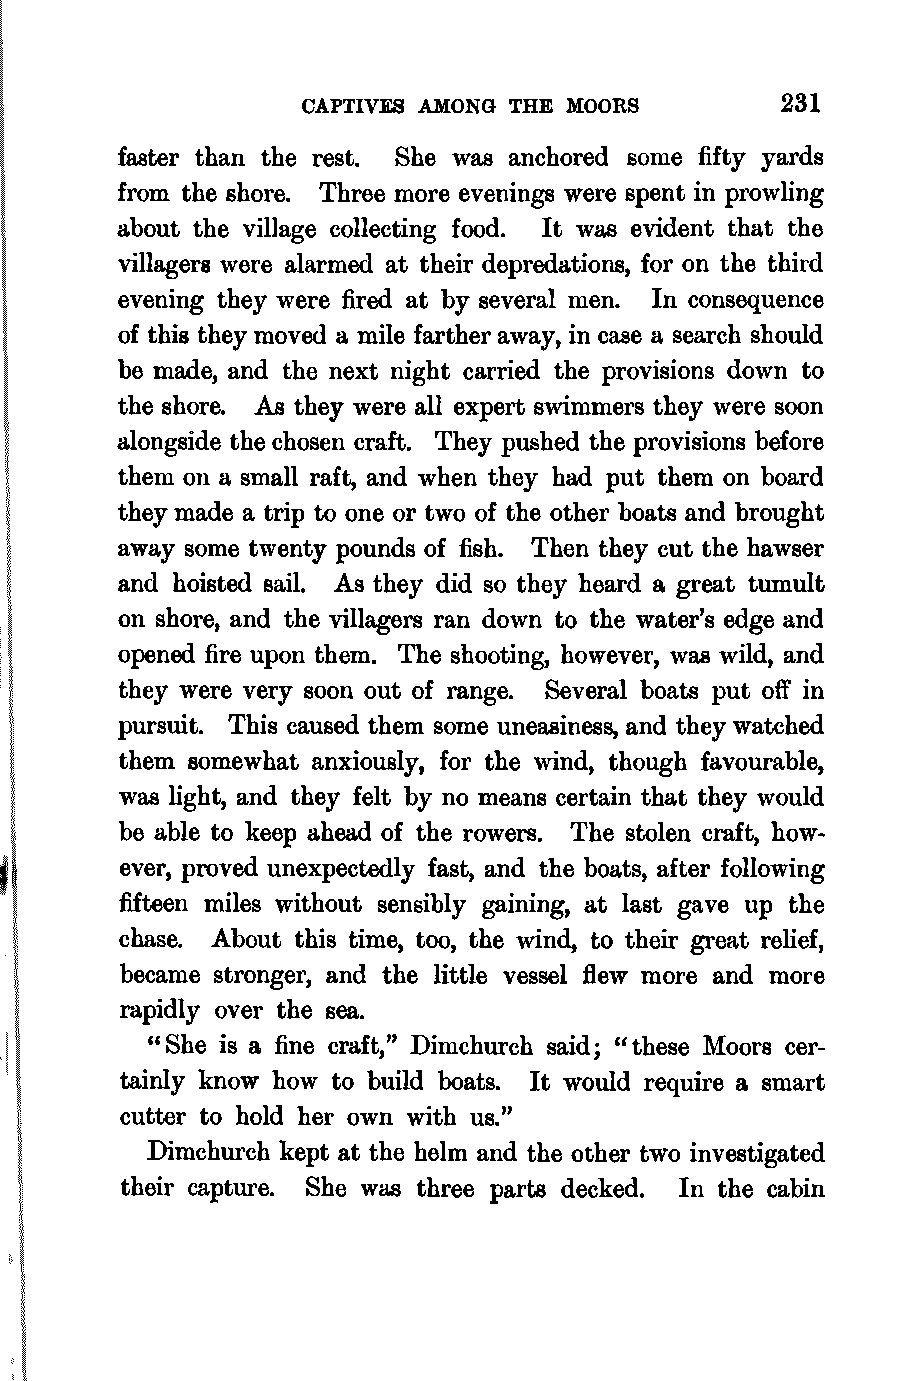 CAPTIVES AMONG THE MOORS 231
faster than the rest. She was anchored some fifty yards
from the shore. Three more evenings were spent in prowling
about the village collecting food. It was evident that the
villagers were alarmed at their depredations, for on the third
evening they were fired at by several men. In consequence
of this they moved a mile farther away, in case a search should
be made, and the next night carried the provisions down to
the shore. As they were all expert swimmers they were soon
alongside the chosen craft. They pushed the provisions before
them on a small raft, and when they had put them on board
they made a trip to one or two of the other boats and brought
away some twenty pounds of fish. Then they cut the hawser
and hoisted sail. As they did so they heard a great tumult
on shore, and the villagers ran down to the water's edge and
opened fire upon them. The shooting, however, was wild, and
they were very soon out of range. Several boats put off in
pursuit. This caused them some uneasiness, and they watched
them somewhat anxiously, for the wind, though favourable,
was light, and they felt by no means certain that they would
be able to keep ahead of the rowers. The stolen craft, how-
ever, proved unexpectedly fast, and the boats, after following
fifteen miles without sensibly gaining, at last gave up the
chase. About this time, too, the wind, to their great relief,
became stronger, and the little vessel flew more and more
rapidly over the sea.
"She is a fine craft," Dimchurch said; "these Moors cer-
tainly know how to build boats. It would require a smart
cutter to hold her own with us."
Dimchurch kept at the helm and the other two investigated
their capture. She was three parts decked. In the cabin